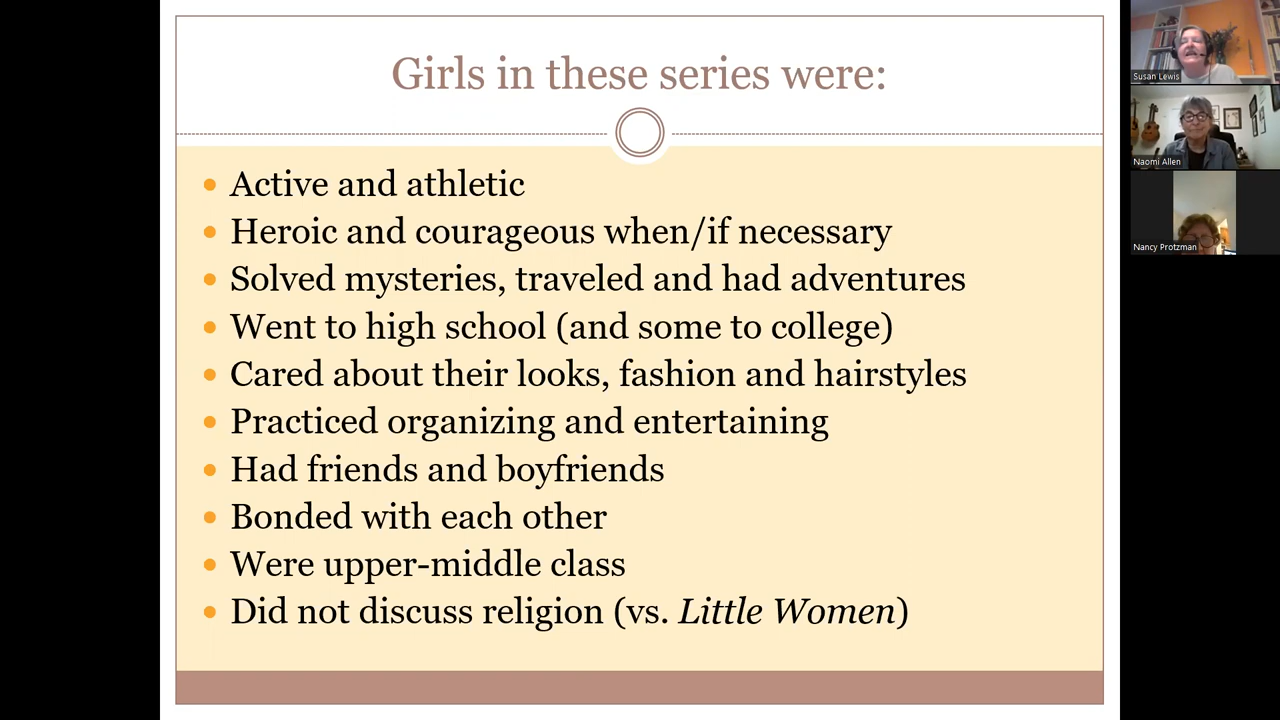 Girls in these series were:
• Active and athletic
• Heroic and courageous when/if necessary
• Solved mysteries, traveled and had adventures
• Went to high school (and some to college)
• Cared about their looks, fashion and hairstyles
• Practiced organizing and entertaining
• Had friends and boyfriends
• Bonded with each other
• Were upper-middle class
• Did not discuss religion (vs. Little Women)
Susan Lewis
Naomi Allen
Nancy Protzman